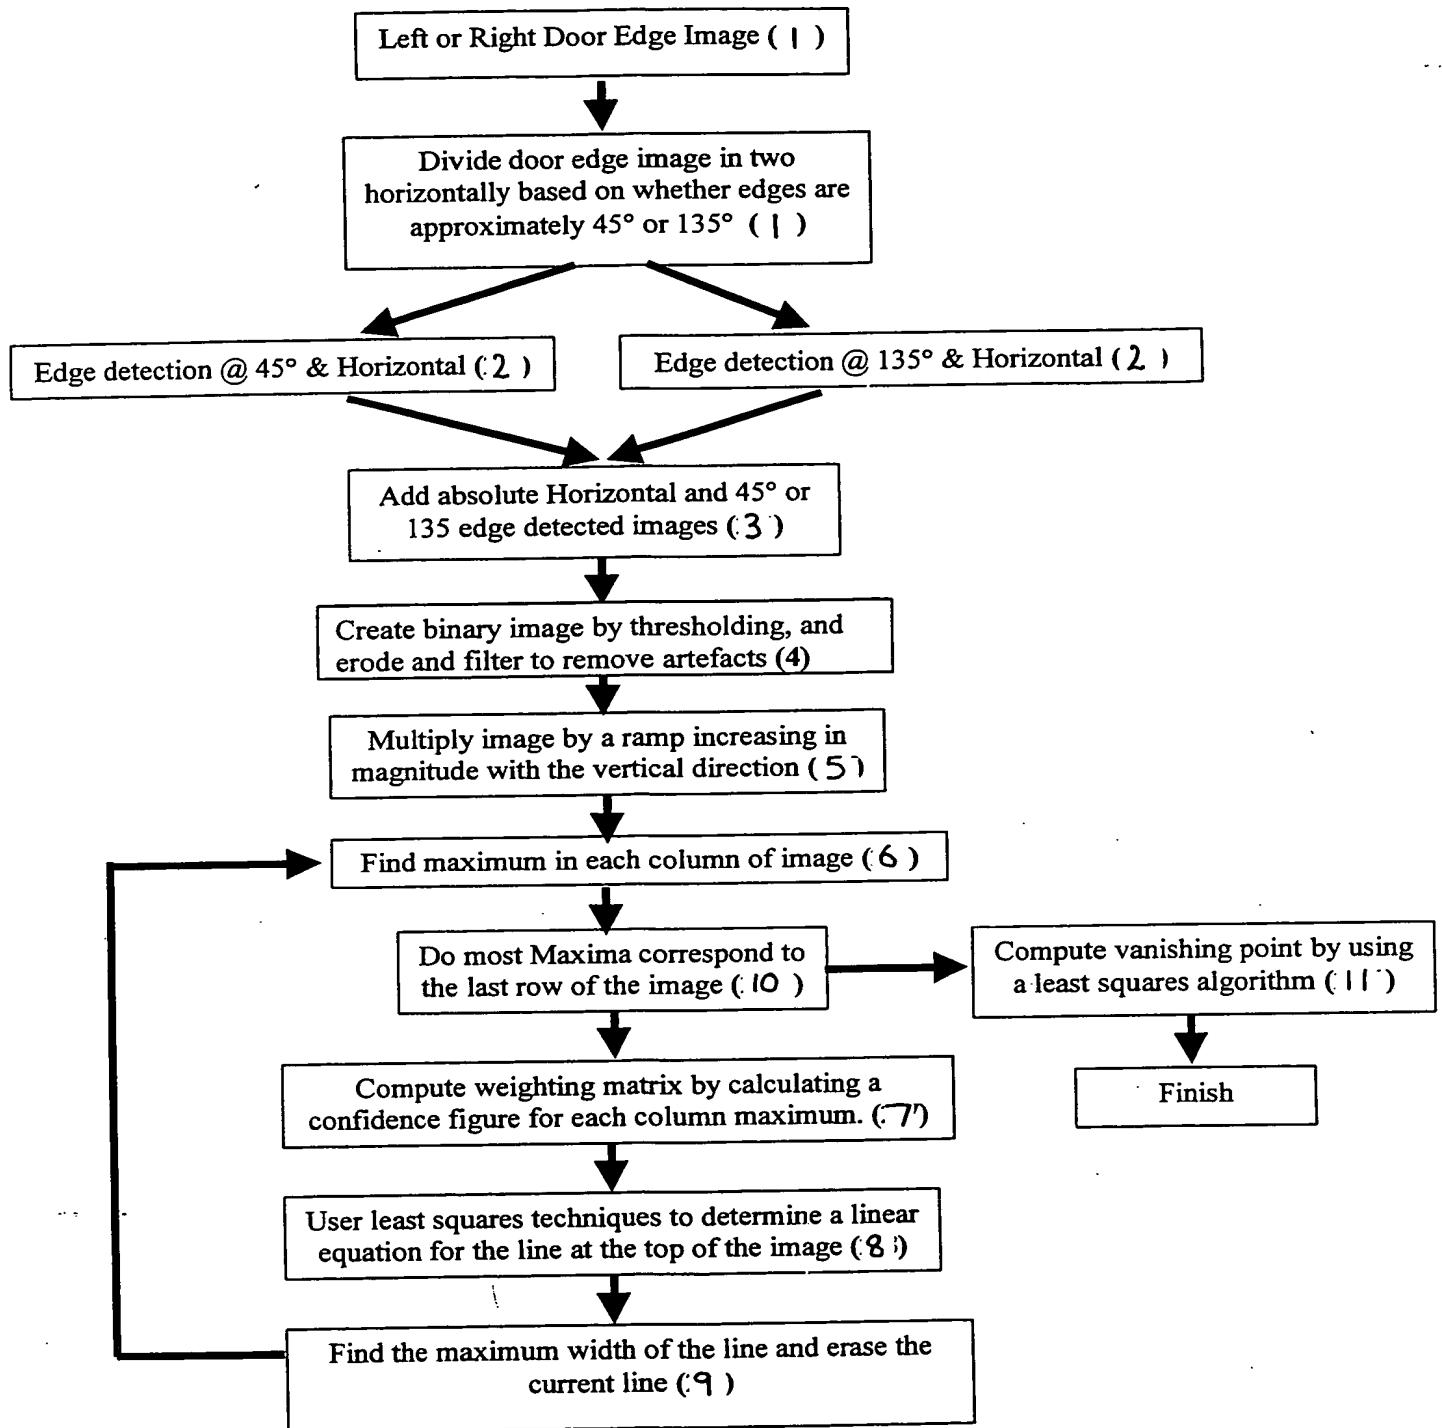 Left or Right Door Edge Image ( 1 )
Divide door edge image in two
horizontally based on whether edges are
approximately 45° or 135° ( 1 )
Edge detection @ 45° & Horizontal ( 2 )
Edge detection @ 135° & Horizontal ( 2 )
Add absolute Horizontal and 45° or
135 edge detected images ( 3 )
Create binary image by thresholding, and
erode and filter to remove artefacts (4)
Multiply image by a ramp increasing in
magnitude with the vertical direction ( 5 )
Find maximum in each column of image ( 6 )
Do most Maxima correspond to
the last row of the image ( 10 )
Compute vanishing point by using
a least squares algorithm ( 11 )
Finish
Compute weighting matrix by calculating a
confidence figure for each column maximum. ( 7 )
User least squares techniques to determine a linear
equation for the line at the top of the image ( 8 )
Find the maximum width of the line and erase the
current line ( 9 )